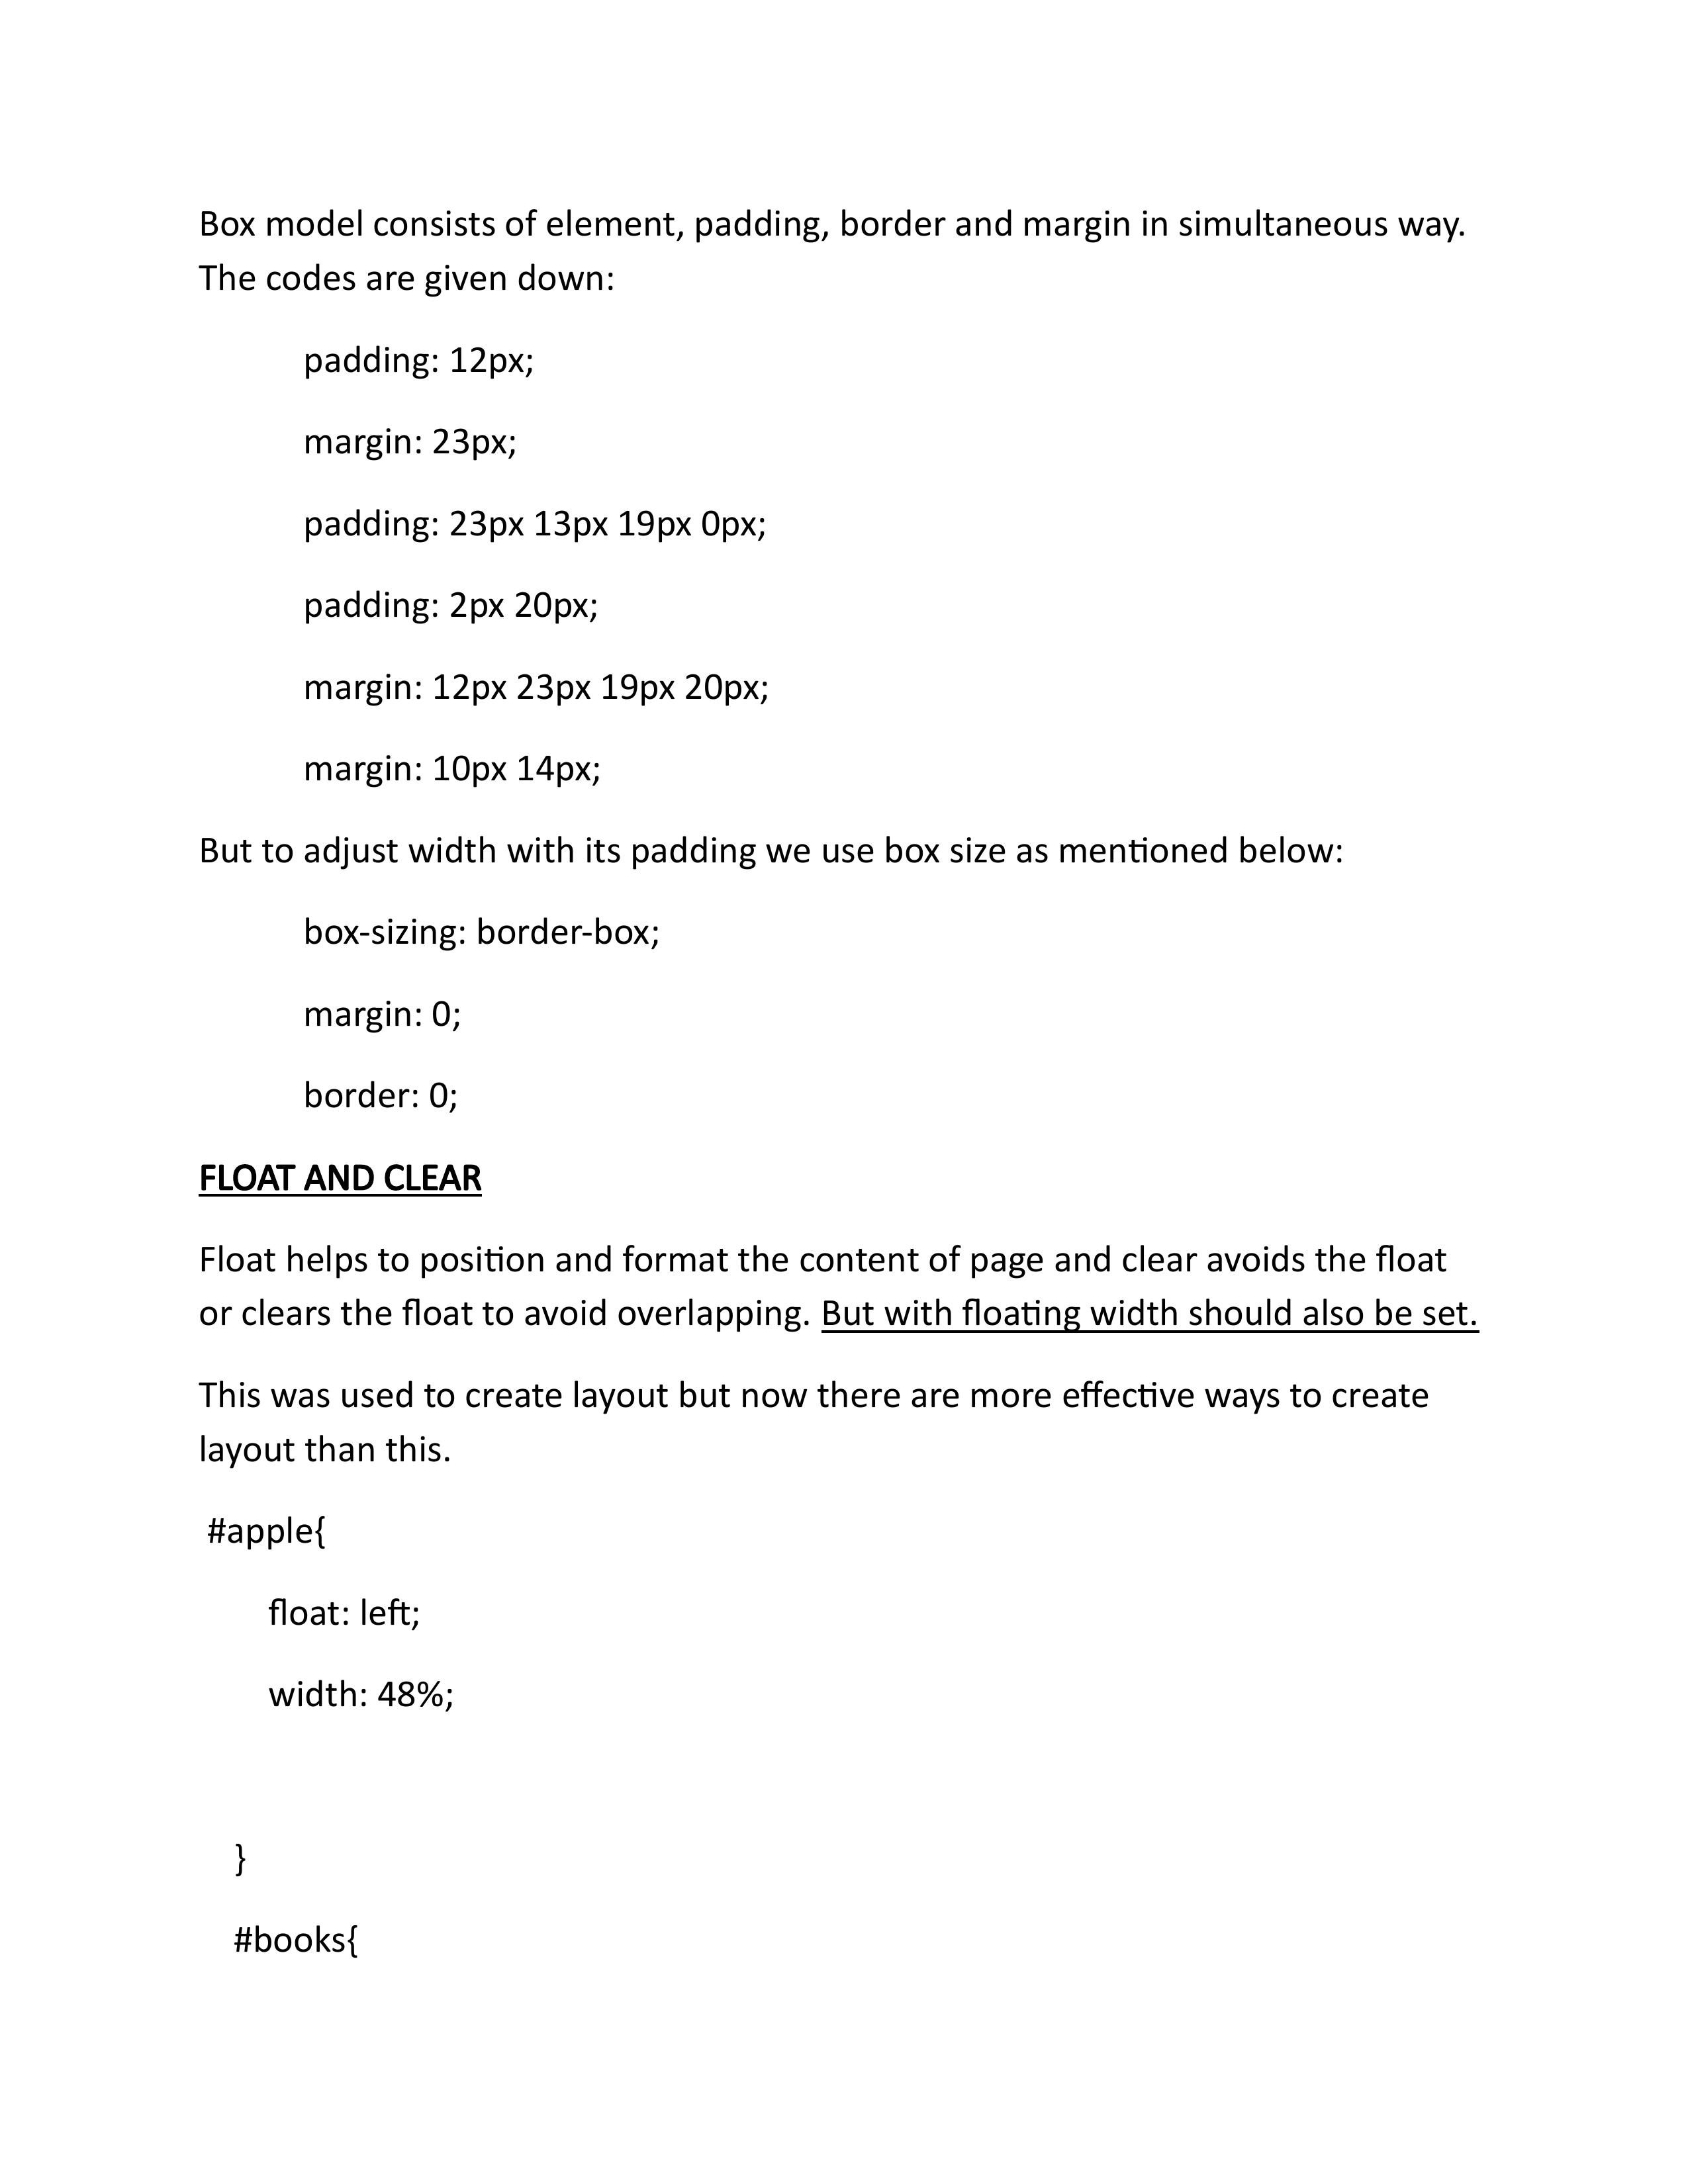 Box model consists of element, padding, border and margin in simultaneous way.
The codes are given down:
padding: 12px;
margin: 23px;
padding: 23px 13px 19px 0px;
padding: 2px 20px;
margin: 12px 23px 19px 20px;
margin: 10px 14px;
But to adjust width with its padding we use box size as mentioned below:
box-sizing: border-box;
margin: 0;
border: 0;
FLOAT AND CLEAR
Float helps to position and format the content of page and clear avoids the float
or clears the float to avoid overlapping. But with floating width should also be set.
This was used to create layout but now there are more effective ways to create
layout than this.
#apple{
float: left;
width: 48%;
}
#books{